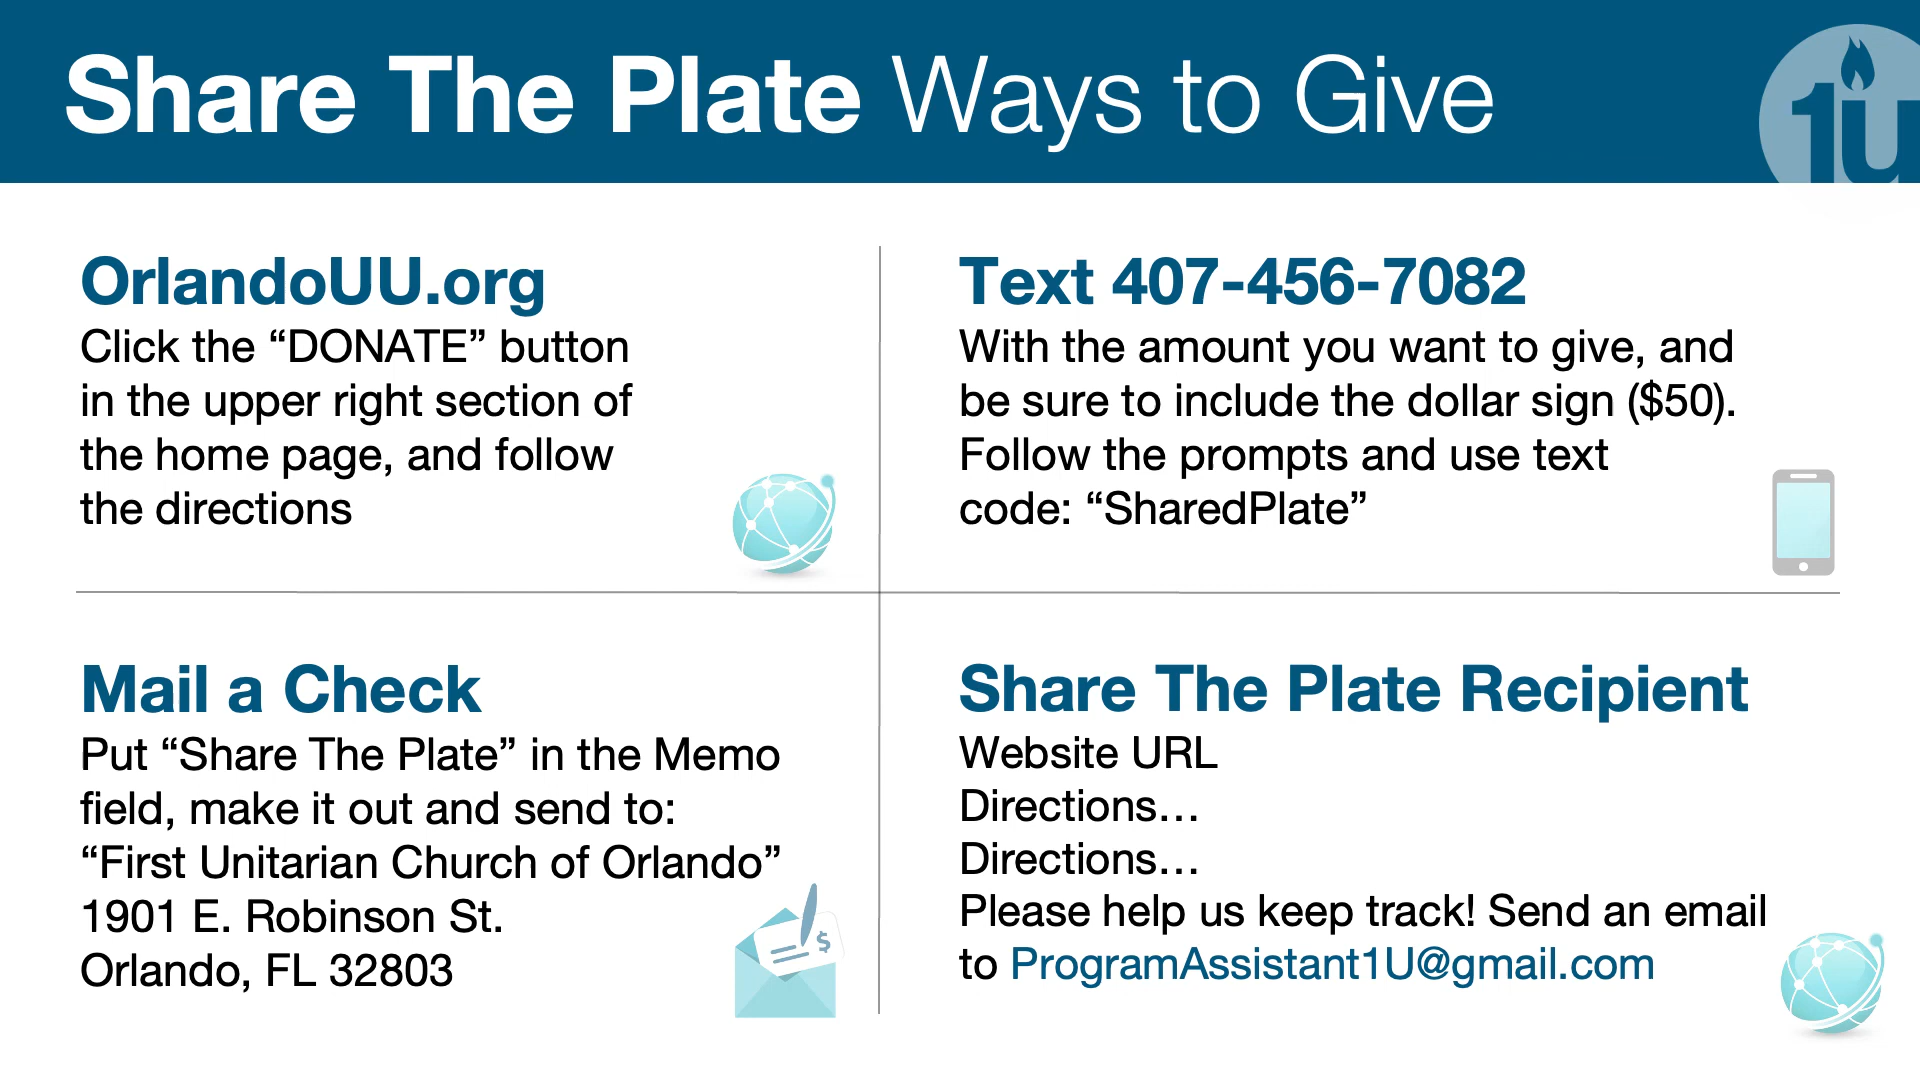 Share The Plate Ways to Give
1U
OrlandoUU.org
Click the “DONATE” button
in the upper right section of
the home page, and follow
the directions
Text 407-456-7082
With the amount you want to give, and
be sure to include the dollar sign ($50).
Follow the prompts and use text
code: “SharedPlate”
Mail a Check
Put “Share The Plate” in the Memo
field, make it out and send to:
“First Unitarian Church of Orlando”
1901 E. Robinson St.
Orlando, FL 32803
$
Share The Plate Recipient
Website URL
Directions…
Directions…
Please help us keep track! Send an email
to ProgramAssistant1U@gmail.com